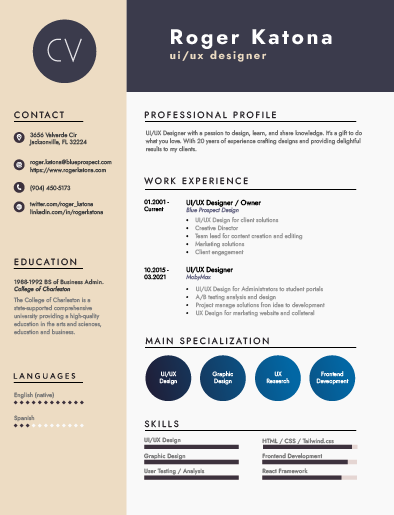 CV
Roger Katona
ui/ux designer
CONTACT
3656 Velverde Cir
Jacksonville, FL 32224
roger.katona@blueprospect.com
https://www.rogerkatona.com
(904) 450-5173
twitter.com/roger_katona
linkedin.com/in/rogerkatona
EDUCATION
1988-1992 BS of Business Admin.
College of Charleston
The College of Charleston is a
state-supported comprehensive
university providing a high-quality
education in the arts and sciences,
education and business.
LANGUAGES
English (native)
Spanish
PROFESSIONAL PROFILE
UI/UX Designer with a passion to design, learn, and share knowledge. It's a gift to do
what you love. With 20 years of experience crafting designs and providing delightful
results to my clients.
WORK EXPERIENCE
01.2001 -
Current
UI/UX Designer / Owner
Blue Prospect Design
• UI/UX Design for client solutions
• Creative Director
• Team lead for content creation and editing
• Marketing solutions
• Client engagement
10.2015 -
03.2021
UI/UX Designer
MobyMax
• UI/UX Design for Administrators to student portals
• A/B testing analysis and design
• Project manage solutions from idea to development
• UX Design for marketing website and collateral
MAIN SPECIALIZATION
UI/UX
Design
Graphic
Design
UX
Research
Frontend
Deveopment
SKILLS
UI/UX Design
Graphic Design
User Testing / Analysis
HTML / CSS / Tailwind.css
Frontend Development
React Framework